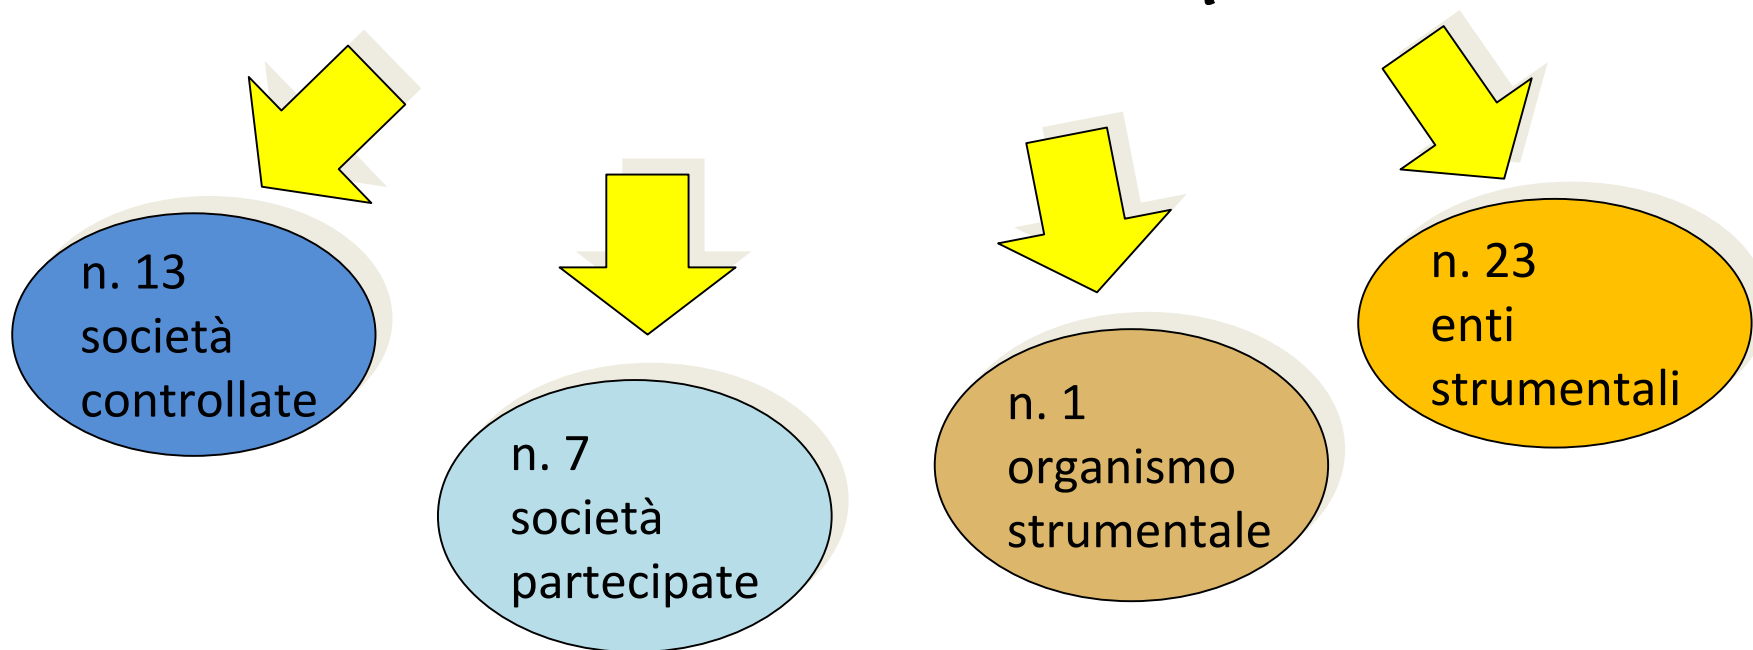 n. 13
società
controllate
n. 7
società
partecipate
n. 1
organismo
strumentale
n. 23
enti
strumentali